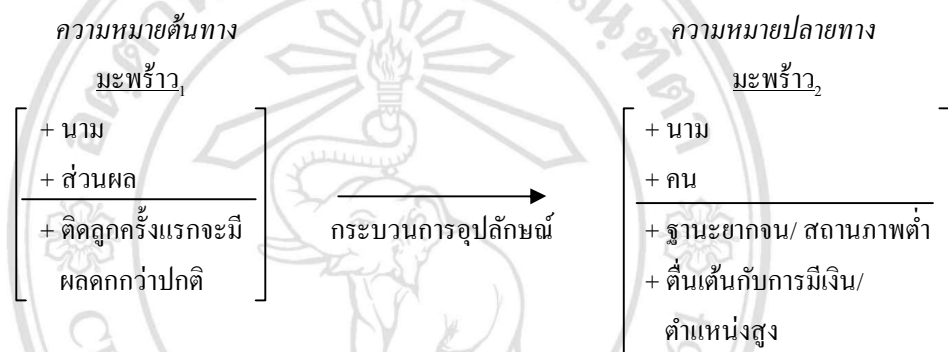 ความหมายต้นทาง
มะพร้าว1
+ นาม
+ ส่วนผล
+ ติดลูกครั้งแรกจะมี
ผลดกกว่าปกติ
กระบวนการอุปลักษณ์
ความหมายปลายทาง
มะพร้าว2
+ นาม
+ คน
+ ฐานะยากจน/ สถานภาพต่ำ
+ ตื่นเต้นกับการมีเงิน/
ตำแหน่งสูง